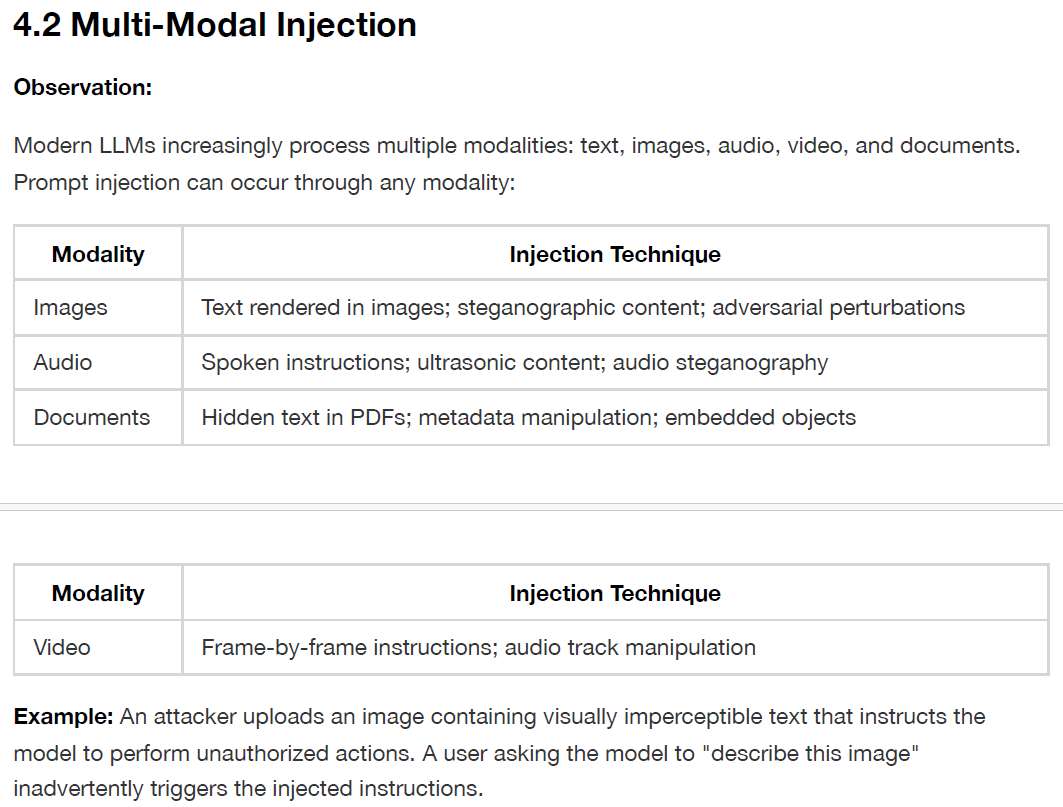 4.2 Multi-Modal Injection
Observation:
Modern LLMs increasingly process multiple modalities: text, images, audio, video, and documents.
Prompt injection can occur through any modality:
Modality Injection Technique
Images Text rendered in images; steganographic content; adversarial perturbations
Audio Spoken instructions; ultrasonic content; audio steganography
Documents Hidden text in PDFs; metadata manipulation; embedded objects
Modality Injection Technique
Video Frame-by-frame instructions; audio track manipulation
Example: An attacker uploads an image containing visually imperceptible text that instructs the
model to perform unauthorized actions. A user asking the model to "describe this image"
inadvertently triggers the injected instructions.